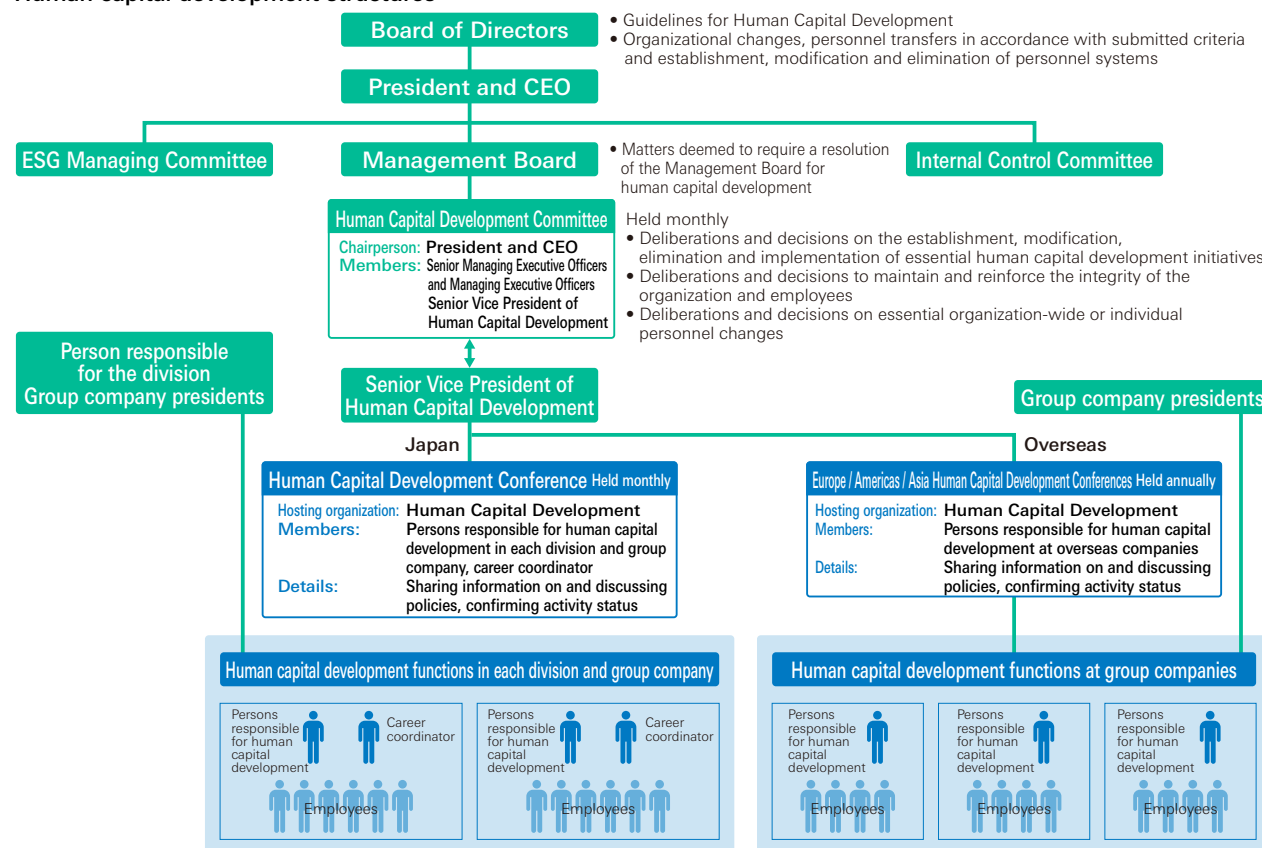 Human capital development structures
Board of Directors
• Guidelines for Human Capital Development
• Organizational changes, personnel transfers in accordance with submitted criteria
and establishment, modification and elimination of personnel systems
President and CEO
ESG Managing Committee
Management Board
• Matters deemed to require a resolution
of the Management Board for
human capital development
Internal Control Committee
Human Capital Development Committee
Chairperson: President and CEO
Members: Senior Managing Executive Officers
and Managing Executive Officers
Senior Vice President of
Human Capital Development
Held monthly
• Deliberations and decisions on the establishment, modification,
elimination and implementation of essential human capital development initiatives
• Deliberations and decisions to maintain and reinforce the integrity of the
organization and employees
• Deliberations and decisions on essential organization-wide or individual
personnel changes
Person responsible
for the division
Group company presidents
Senior Vice President of
Human Capital Development
Group company presidents
Japan
Overseas
Human Capital Development Conference Held monthly
Hosting organization: Human Capital Development
Members: Persons responsible for human capital
development in each division and group
company, career coordinator
Details: Sharing information on and discussing
policies, confirming activity status
Europe / Americas / Asia Human Capital Development Conferences Held annually
Hosting organization: Human Capital Development
Members: Persons responsible for human capital
development at overseas companies
Details: Sharing information on and discussing
policies, confirming activity status
Human capital development functions in each division and group company
Persons
responsible
for human
capital
development
Career
coordinator
Employees
Persons
responsible
for human
capital
development
Career
coordinator
Employees
Human capital development functions at group companies
Persons
responsible
for human
capital
development
Employees
Persons
responsible
for human
capital
development
Employees
Persons
responsible
for human
capital
development
Employees